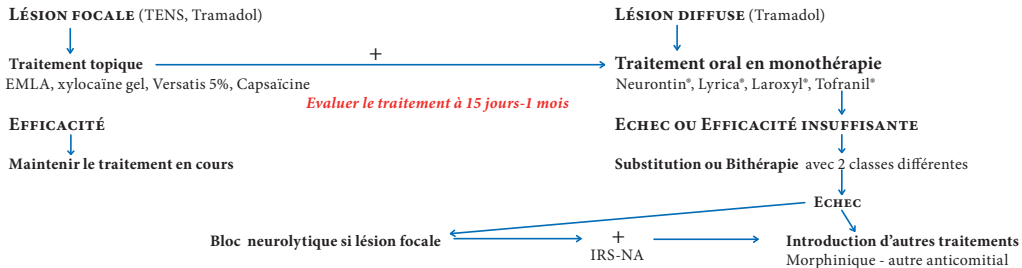 LÉSION FOCALE (TENS, Tramadol)
LÉSION DIFFUSE (Tramadol)
+
Traitement topique
Traitement oral en monothérapie
EMLA, xylocaïne gel, Versatis 5%, Capsaïcine
Neurontin®, Lyrica®, Laroxyl®, Tofranil®
Evaluer le traitement à 15 jours-1 mois
EFFICACITÉ
ECHEC OU EFFICACITÉ INSUFFISANTE
Maintenir le traitement en cours
Substitution ou Bithérapie avec 2 classes différentes
ECHEC
Bloc neurolytique si lésion focale
+
Introduction d'autres traitements
IRS-NA
Morphinique - autre anticomitial